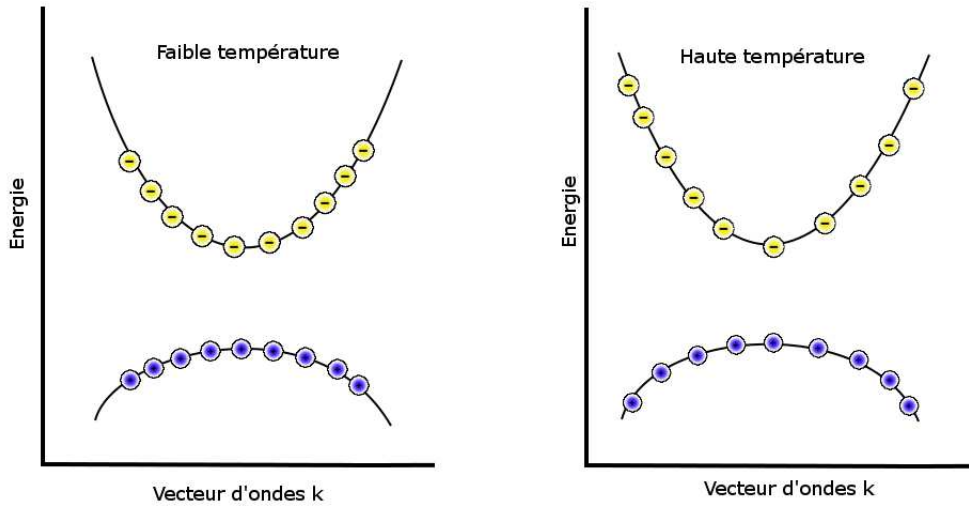 Faible température
Energie
Vecteur d'ondes k
Haute température
Energie
Vecteur d'ondes k